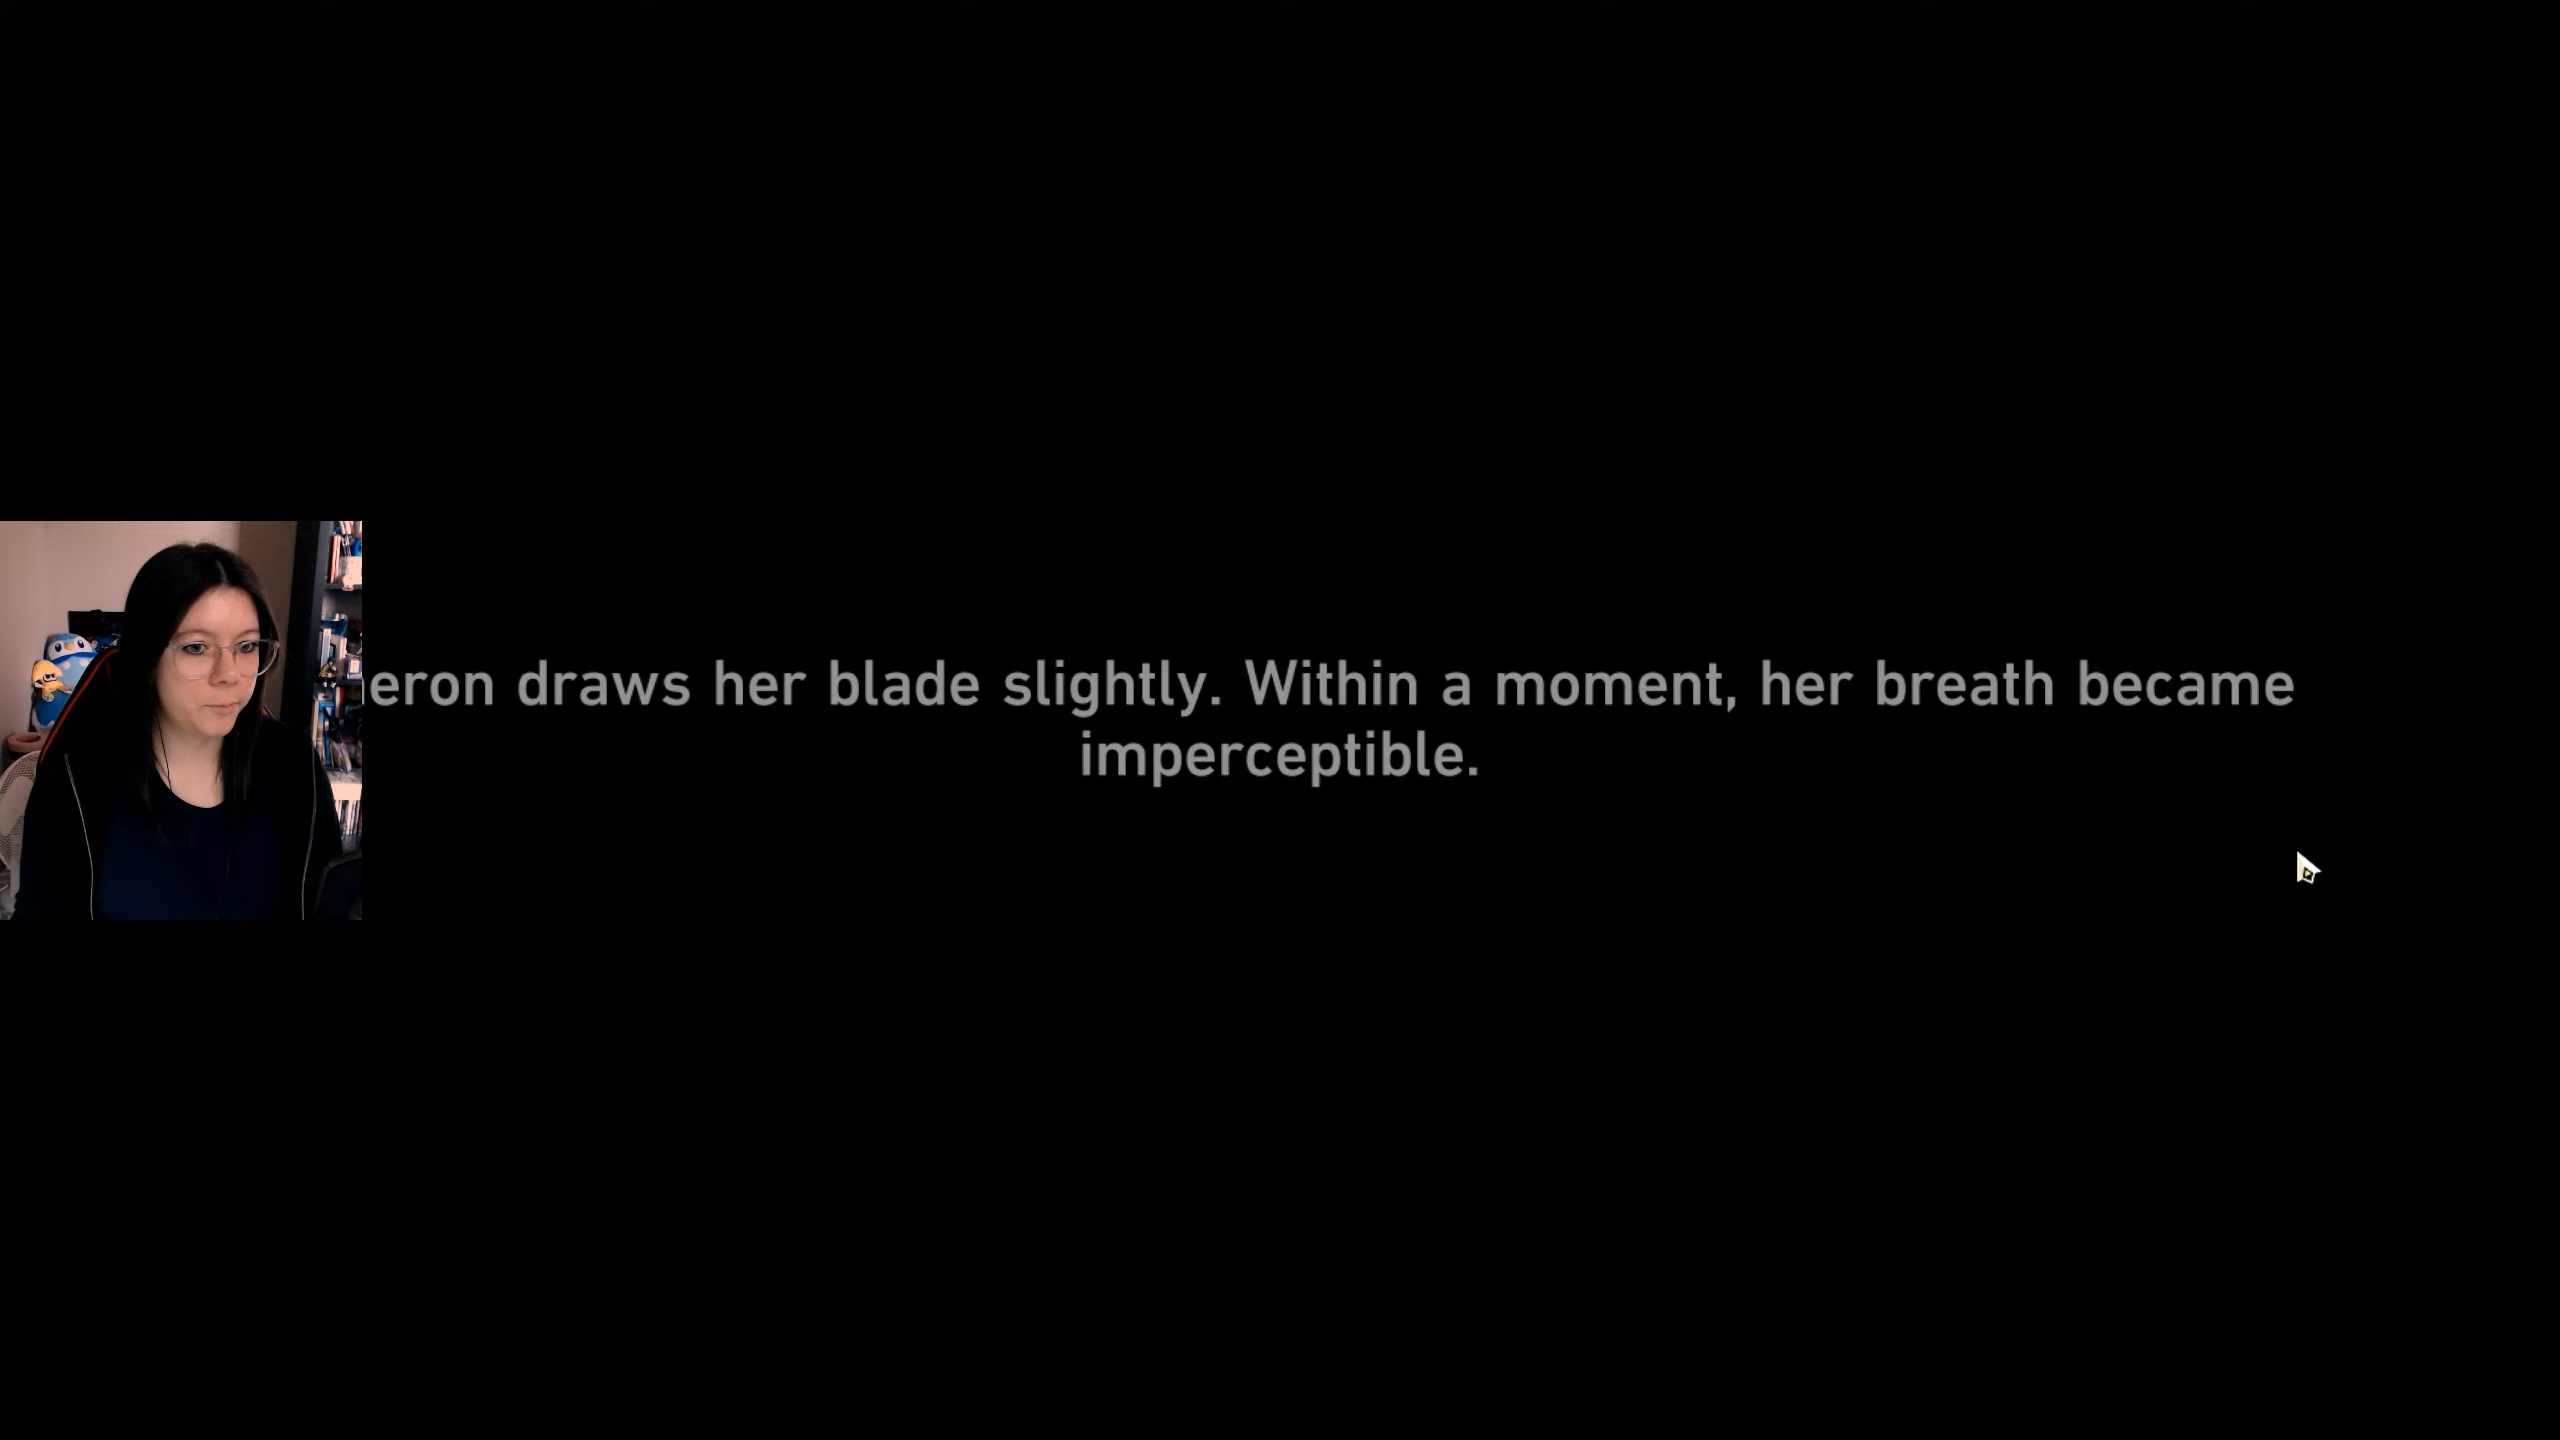 draws her blade slightly. Within a moment, her breath became
imperceptible.